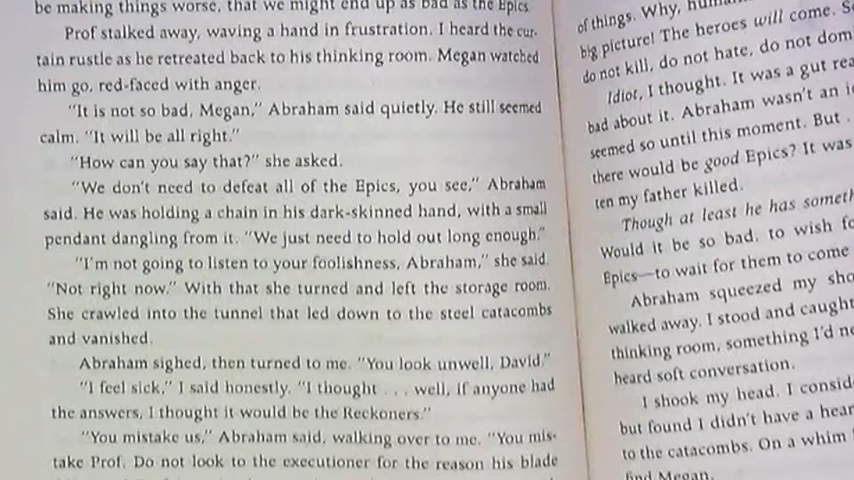 be making things worse, that we might end up as bad as the Epics.
Prof stalked away, waving a hand in frustration. I heard the cur-
tain rustle as he retreated back to his thinking room. Megan watched
him go, red-faced with anger.
"It is not so bad, Megan," Abraham said quietly. He still seemed
calm. "It will be all right."
"How can you say that?" she asked.
"We don't need to defeat all of the Epics, you see," Abraham
said. He was holding a chain in his dark-skinned hand, with a small
pendant dangling from it. "We just need to hold out long enough."
"I'm not going to listen to your foolishness, Abraham," she said.
"Not right now." With that she turned and left the storage room.
She crawled into the tunnel that led down to the steel catacombs
and vanished.
Abraham sighed, then turned to me. "You look unwell, David."
"I feel sick," I said honestly. "I thought . . . well, if anyone had
the answers, I thought it would be the Reckoners."
"You mistake us," Abraham said, walking over to me. "You mis-
take Prof. Do not look to the executioner for the reason his blade
of things. Why,
big picture! The heroes will come.
do not kill, do not hate, do not
Idiot, I thought. It was a gut
bad about it. Abraham wasn't an
seemed so until this moment. But .
there would be good Epics? It was
ten my father killed.
Though at least he has
Would it be so bad, to wish
Epics—to wait for them to come
Abraham squeezed my
walked away. I stood and caught
thinking room, something I'd
heard soft conversation.
I shook my head. I
but found I didn't have a
to the catacombs. On a whim
find Megan.